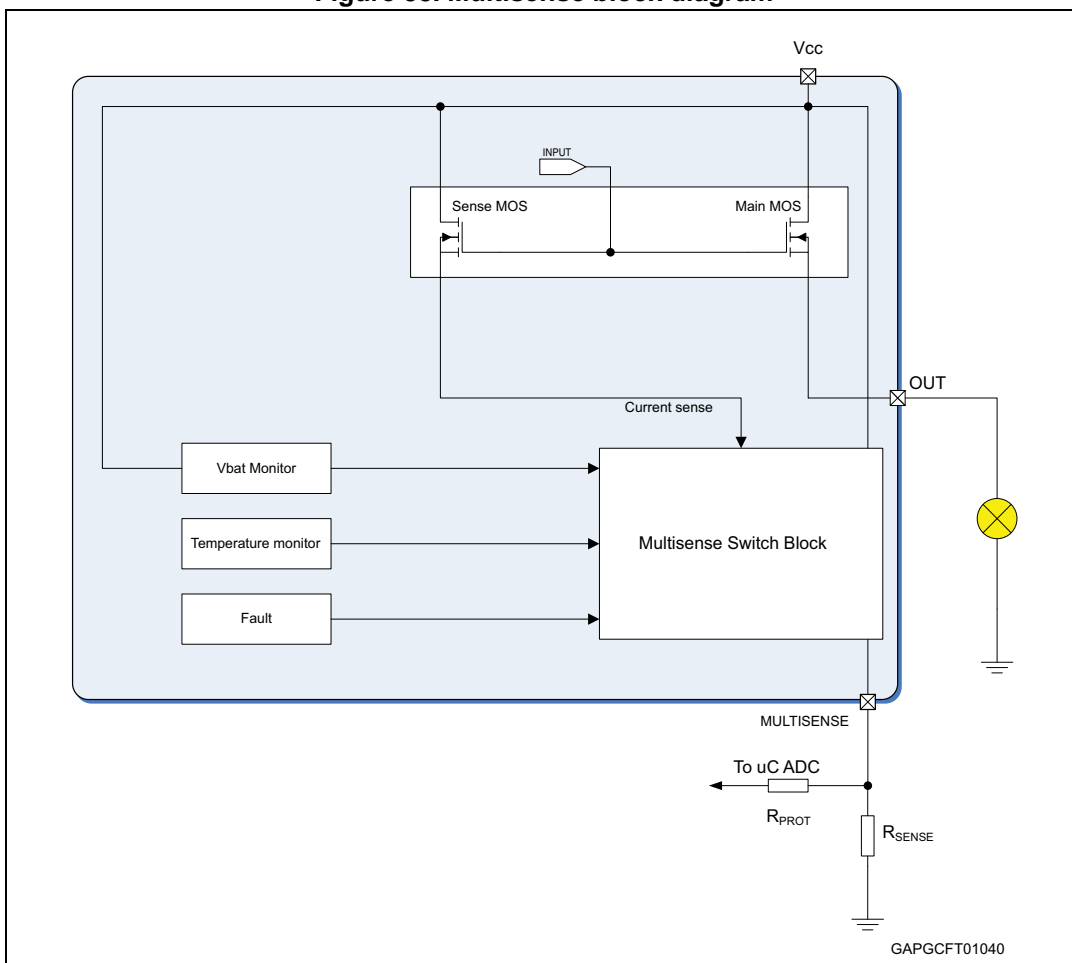 Vcc
INPUT
Sense MOS
Main MOS
OUT
Current sense
Vbat Monitor
Temperature monitor
Multisense Switch Block
Fault
MULTISENSE
To uC ADC
RPROT
RSENSE
GAPGCFT01040